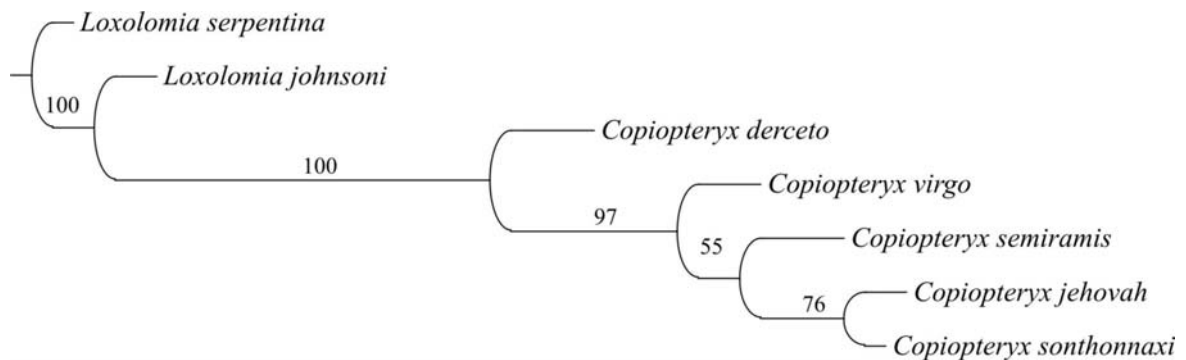 Loxolomia serpentina
Loxolomia johnsoni
100
Copiopteryx derceto
100
Copiopteryx virgo
97
Copiopteryx semiramis
55
Copiopteryx jehovah
76
Copiopteryx sonthonnaxi